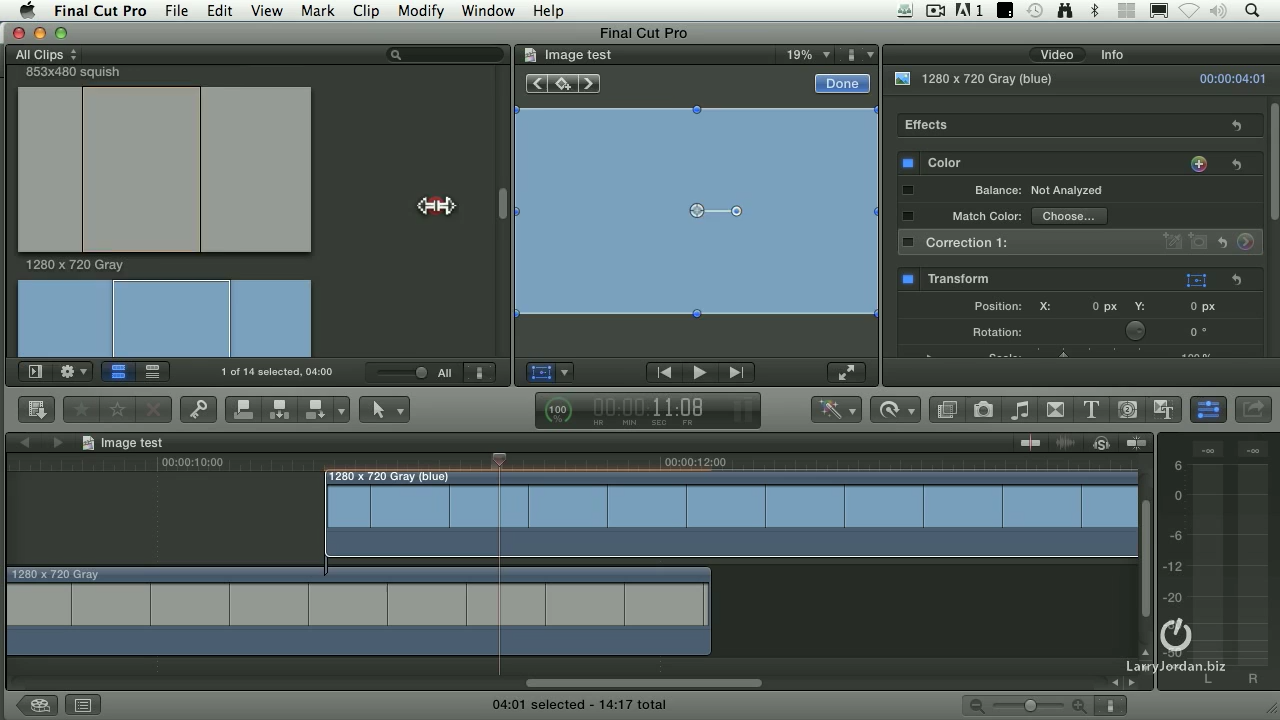 Final Cut Pro File Edit View Mark Clip Modify Window Help
1
Final Cut Pro
All Clips
Image test 19%
Video Info
853x480 squish
Done
1280 x 720 Gray (blue) 00:00:04:01
Effects
Color
Balance: Not Analyzed
Match Color: Choose...
Correction 1:
1280 x 720 Gray
Transform
Position: X: 0 px Y: 0 px
Rotation: 0 °
Scale: 100 %
1 of 14 selected, 04:00 All
100 % 00:00:11:08
HR MIN SEC FR
T 2
Image test
00:00:10:00 00:00:12:00
1280 x 720 Gray (blue)
1280 x 720 Gray
-∞ -∞
6
0
-6
-12
-20
-50
LarryJordan.biz
L R
04:01 selected - 14:17 total